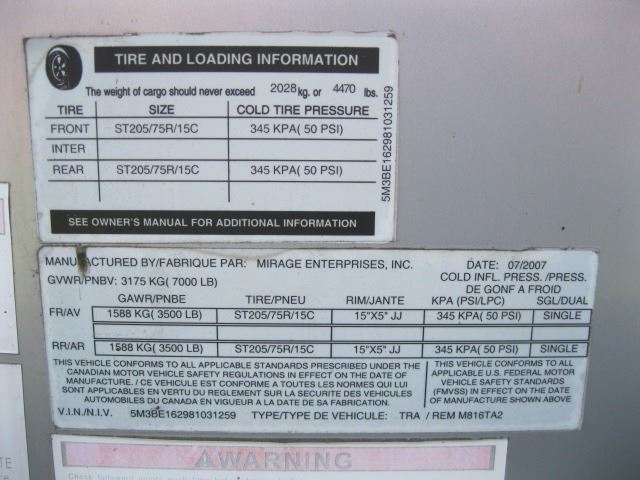 TIRE AND LOADING INFORMATION
The weight of cargo should never exceed 2028 kg. or 4470 lbs.
TIRE SIZE COLD TIRE PRESSURE
FRONT ST205/75R/15C 345 KPA( 50 PSI)
INTER
REAR ST205/75R/15C 345 KPA( 50 PSI)
SEE OWNER'S MANUAL FOR ADDITIONAL INFORMATION
5M3BE162981031259
MANUFACTURED BY/FABRIQUE PAR: MIRAGE ENTERPRISES, INC. DATE: 07/2007
GVWR/PNBV: 3175 KG( 7000 LB) COLD INFL. PRESS. /PRESS.
DE GONF A FROID
GAWR/PNBE TIRE/PNEU RIM/JANTE KPA (PSI/LPC) SGL/DUAL
FR/AV 1588 KG( 3500 LB) ST205/75R/15C 15"X5" JJ 345 KPA( 50 PSI) SINGLE
RR/AR 1588 KG( 3500 LB) ST205/75R/15C 15"X5" JJ 345 KPA( 50 PSI) SINGLE
THIS VEHICLE CONFORMS TO ALL APPLICABLE STANDARDS PRESCRIBED UNDER THE
CANADIAN MOTOR VEHICLE SAFETY REGULATIONS IN EFFECT ON THE DATE OF
MANUFACTURE. / CE VEHICULE EST CONFORME A TOUTES LES NORMES QUI LUI
SONT APPLICABLES EN VERTU DU REGLEMENT SUR LA SECURITE DES VEHICULES
AUTOMOBILES DU CANADA EN VIGUEUR A LA DATE DE SA FABRICATION.
THIS VEHICLE CONFORMS TO ALL
APPLICABLE U.S. FEDERAL MOTOR
VEHICLE SAFETY STANDARDS
(FMVSS) IN EFFECT ON THE DATE
OF MANUFACTURE SHOWN ABOVE
V.I.N./N.I.V. 5M3BE162981031259 TYPE/TYPE DE VEHICULE: TRA / REM M816TA2
AWARNING